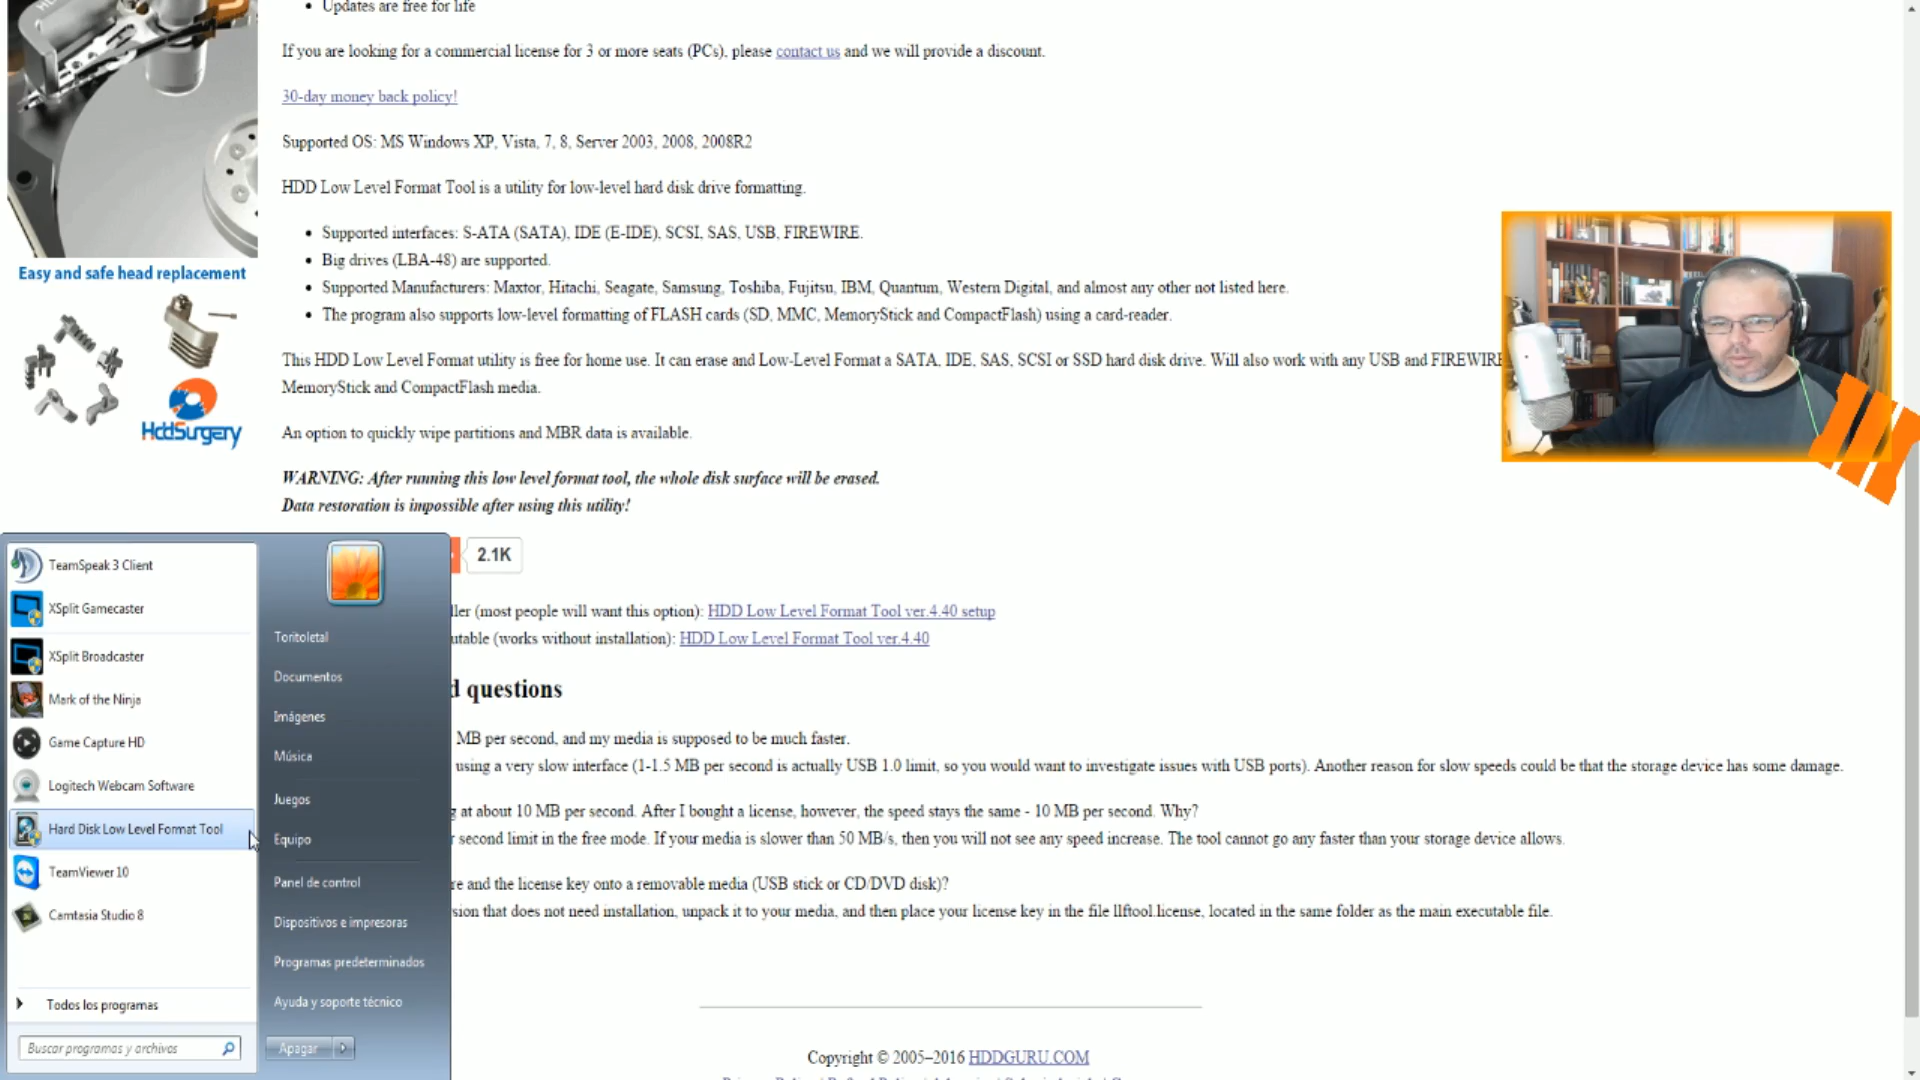 Updates are free for life
If you are looking for a commercial license for 3 or more seats (PCs), please contact us and we will provide a discount.
30-day money back policy!
Supported OS: MS Windows XP, Vista, 7, 8, Server 2003, 2008, 2008R2
HDD Low Level Format Tool is a utility for low-level hard disk drive formatting.
Supported interfaces: S-ATA (SATA), IDE (E-IDE), SCSI, SAS, USB, FIREWIRE.
Easy and safe head replacement
Big drives (LBA-48) are supported.
Supported Manufacturers: Maxtor, Hitachi, Seagate, Samsung, Toshiba, Fujitsu, IBM, Quantum, Western Digital, and almost any other not listed here.
The program also supports low-level formatting of FLASH cards (SD, MMC, MemoryStick and CompactFlash) using a card-reader.
This HDD Low Level Format utility is free for home use. It can erase and Low-Level Format a SATA, IDE, SAS, SCSI or SSD hard disk drive. Will also work with any USB and FIREWIRE
MemoryStick and CompactFlash media.
HddSurgery
An option to quickly wipe partitions and MBR data is available.
WARNING: After running this low level format tool, the whole disk surface will be erased.
Data restoration is impossible after using this utility!
2.1K
ller (most people will want this option): HDD Low Level Format Tool ver.4.40 setup
utable (works without installation): HDD Low Level Format Tool ver.4.40
d questions
MB per second, and my media is supposed to be much faster.
using a very slow interface (1-1.5 MB per second is actually USB 1.0 limit, so you would want to investigate issues with USB ports). Another reason for slow speeds could be that the storage device has some damage.
g at about 10 MB per second. After I bought a license, however, the speed stays the same - 10 MB per second. Why?
r second limit in the free mode. If your media is slower than 50 MB/s, then you will not see any speed increase. The tool cannot go any faster than your storage device allows.
re and the license key onto a removable media (USB stick or CD/DVD disk)?
sion that does not need installation, unpack it to your media, and then place your license key in the file llftool.license, located in the same folder as the main executable file.
Copyright © 2005–2016 HDDGURU.COM
TeamSpeak 3 Client
XSplit Gamecaster
XSplit Broadcaster
Mark of the Ninja
Game Capture HD
Logitech Webcam Software
Hard Disk Low Level Format Tool
TeamViewer 10
Camtasia Studio 8
Todos los programas
Buscar programas y archivos
Toritoletal
Documentos
Imágenes
Música
Juegos
Equipo
Panel de control
Dispositivos e impresoras
Programas predeterminados
Ayuda y soporte técnico
Apagar